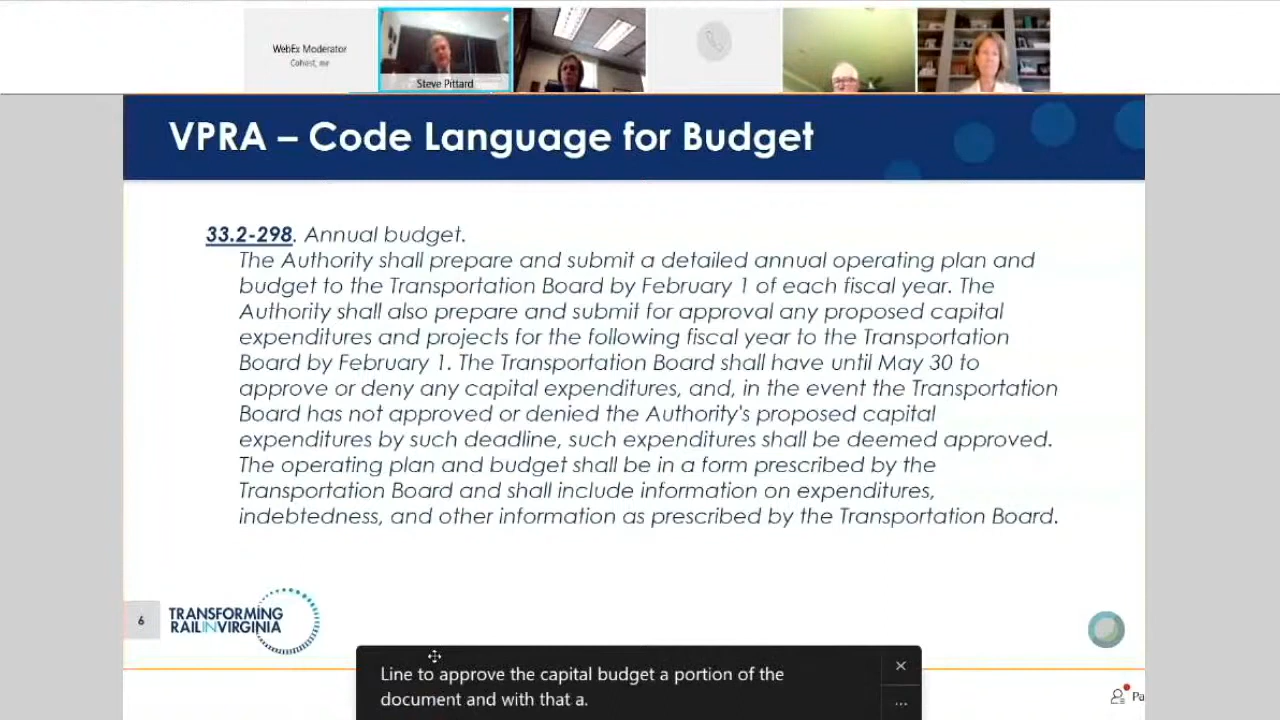 WebEx Moderator
Cohost, me
Steve Pittard
VPRA – Code Language for Budget
33.2-298. Annual budget.
The Authority shall prepare and submit a detailed annual operating plan and
budget to the Transportation Board by February 1 of each fiscal year. The
Authority shall also prepare and submit for approval any proposed capital
expenditures and projects for the following fiscal year to the Transportation
Board by February 1. The Transportation Board shall have until May 30 to
approve or deny any capital expenditures, and, in the event the Transportation
Board has not approved or denied the Authority's proposed capital
expenditures by such deadline, such expenditures shall be deemed approved.
The operating plan and budget shall be in a form prescribed by the
Transportation Board and shall include information on expenditures,
indebtedness, and other information as prescribed by the Transportation Board.
6
TRANSFORMING
RAILINVIRGINIA
Line to approve the capital budget a portion of the
document and with that a.
Pa